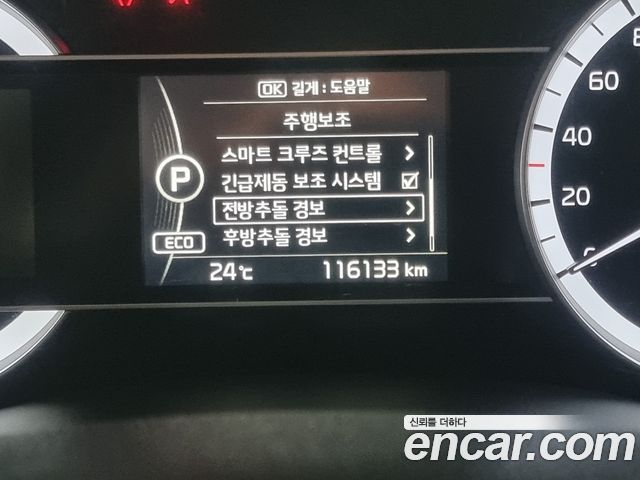 OK 길게 : 도움말
주행보조
스마트 크루즈 컨트롤
긴급제동 보조 시스템
P
전방추돌 경보
ECO
후방추돌 경보
24℃
116133 km
60
40
20
0
신뢰를 더하다
encar.com